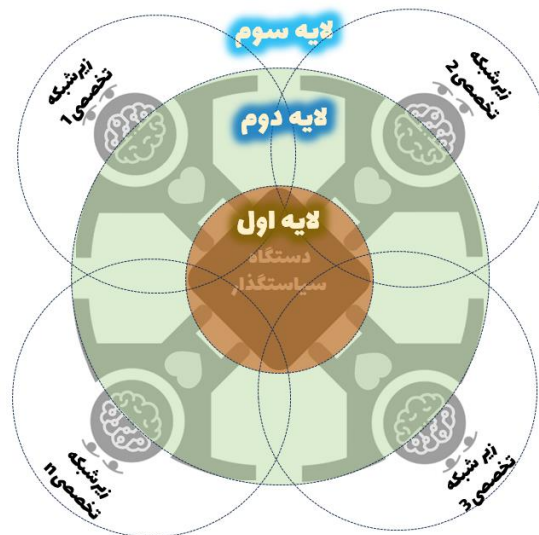 لایه سوم
زیرشبکه
تخصصی 1
زیرشبکه
تخصصی 2
لایه دوم
لایه اول
دستگاه
سیاستگذار
زیرشبکه
تخصصی n
زیر شبکه
تخصصی 3